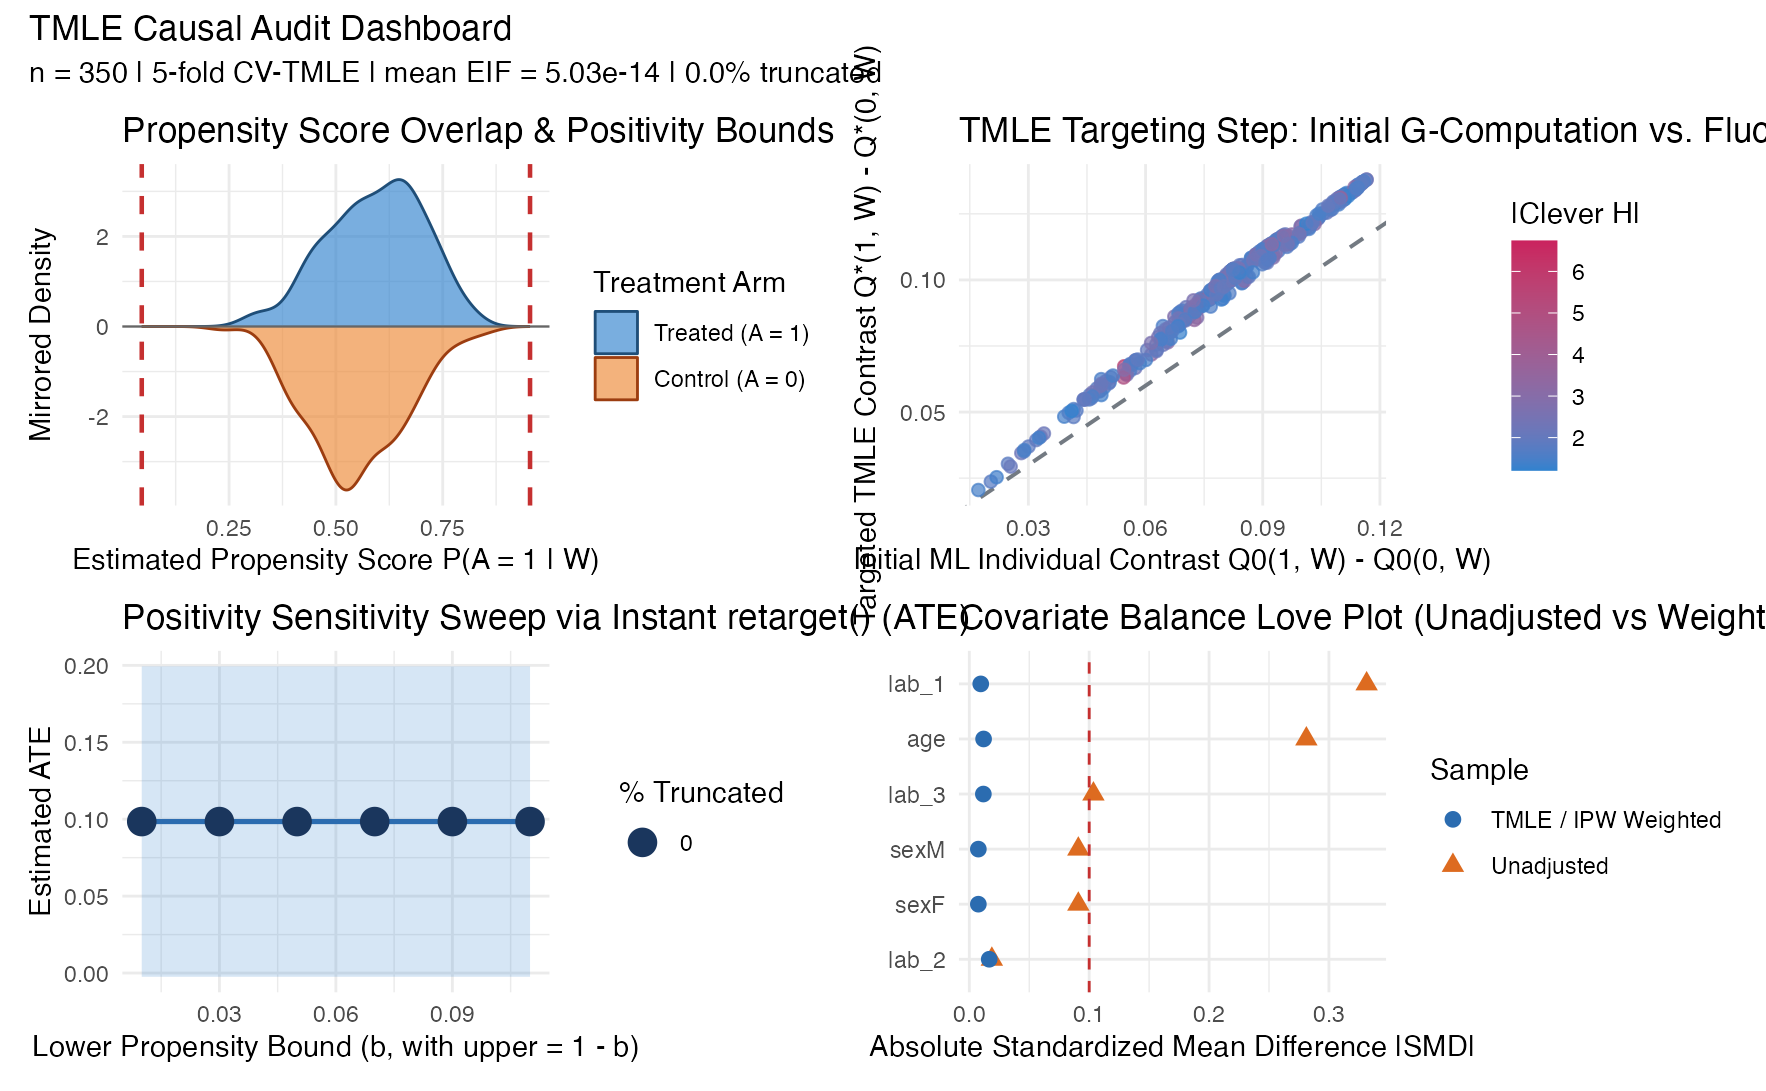 TMLE Causal Audit Dashboard
n = 350 | 5-fold CV-TMLE | mean EIF = 5.03e-14 | 0.0% truncated
Propensity Score Overlap & Positivity Bounds
Mirrored Density
2
0
-2
0.25 0.50 0.75
Estimated Propensity Score P(A = 1 | W)
Treatment Arm
Treated (A = 1)
Control (A = 0)
TMLE Targeting Step: Initial G-Computation vs. Fluc
Targeted TMLE Contrast Q*(1, W) - Q*(0, W)
0.10
0.05
0.03 0.06 0.09 0.12
Initial ML Individual Contrast Q0(1, W) - Q0(0, W)
|Clever H|
6
5
4
3
2
Positivity Sensitivity Sweep via Instant retarget() (ATE)
Estimated ATE
0.20
0.15
0.10
0.05
0.00
0.03 0.06 0.09
Lower Propensity Bound (b, with upper = 1 - b)
% Truncated
0
Covariate Balance Love Plot (Unadjusted vs Weight
lab_1
age
lab_3
sexM
sexF
lab_2
0.0 0.1 0.2 0.3
Absolute Standardized Mean Difference |SMD|
Sample
TMLE / IPW Weighted
Unadjusted